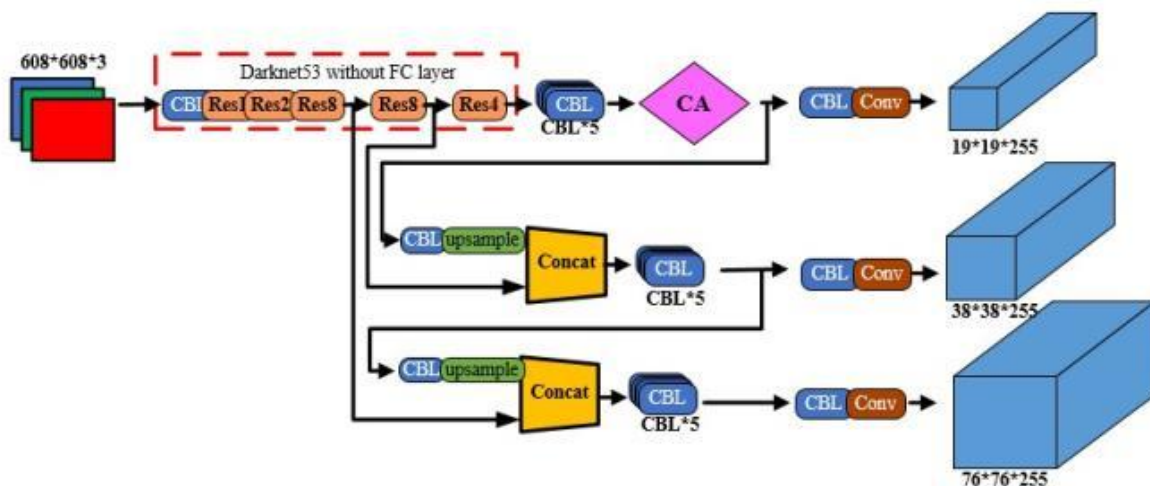 608*608*3
Darknet53 without FC layer
CBL Res1 Res2 Res8 Res8 Res4 CBL CA CBL Conv
CBL*5
19*19*255
CBL upsample Concat CBL CBL Conv
CBL*5
38*38*255
CBL upsample Concat CBL CBL Conv
CBL*5
76*76*255